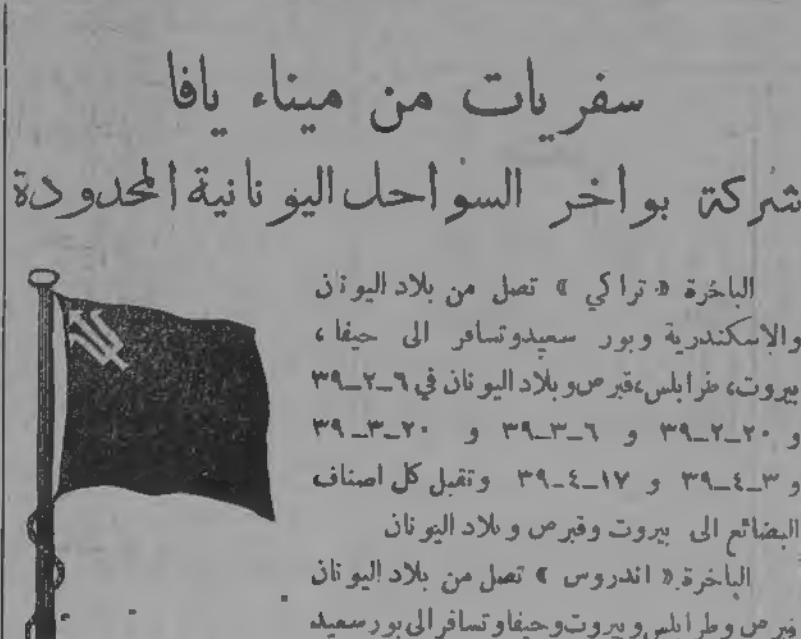 سفريات من ميناء يافا
شركة بواخر السواحل اليونانية المحدودة
الباخرة « تراكي » تصل من بلاد اليونان
والاسكندرية وبور سعيد وتسافر الى حيفا ،
بيروت، طرابلس، قبرص وبلاد اليونان في ٦-٢-٣٩
و ٢٠-٢-٣٩ و ٦-٣-٣٩ و ٢٠-٣-٣٩
و ٣-٤-٣٩ و ١٧-٤-٣٩ وتقبل كل اصناف
البضائع الى بيروت وقبرص وبلاد اليونان
الباخرة « اندروس » تصل من بلاد اليونان
قبرص وطرابلس وبيروت وحيفا وتسافر الى بور سعيد